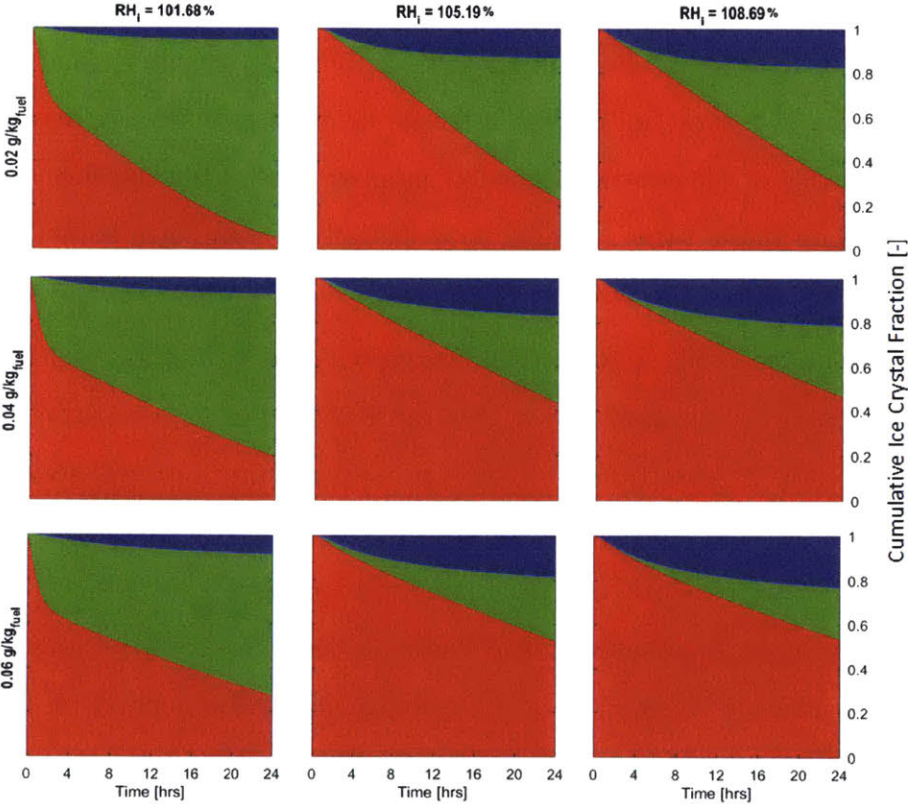 RHi = 101.68% RHi = 105.19% RHi = 108.69%
0.02 g/kgfuel
1
0.8
0.6
0.4
0.2
0
0.04 g/kgfuel
1
0.8
0.6
0.4
0.2
0
Cumulative Ice Crystal Fraction [-]
0.06 g/kgfuel
1
0.8
0.6
0.4
0.2
0
0 4 8 12 16 20 24 0 4 8 12 16 20 24 0 4 8 12 16 20 24
Time [hrs] Time [hrs] Time [hrs]